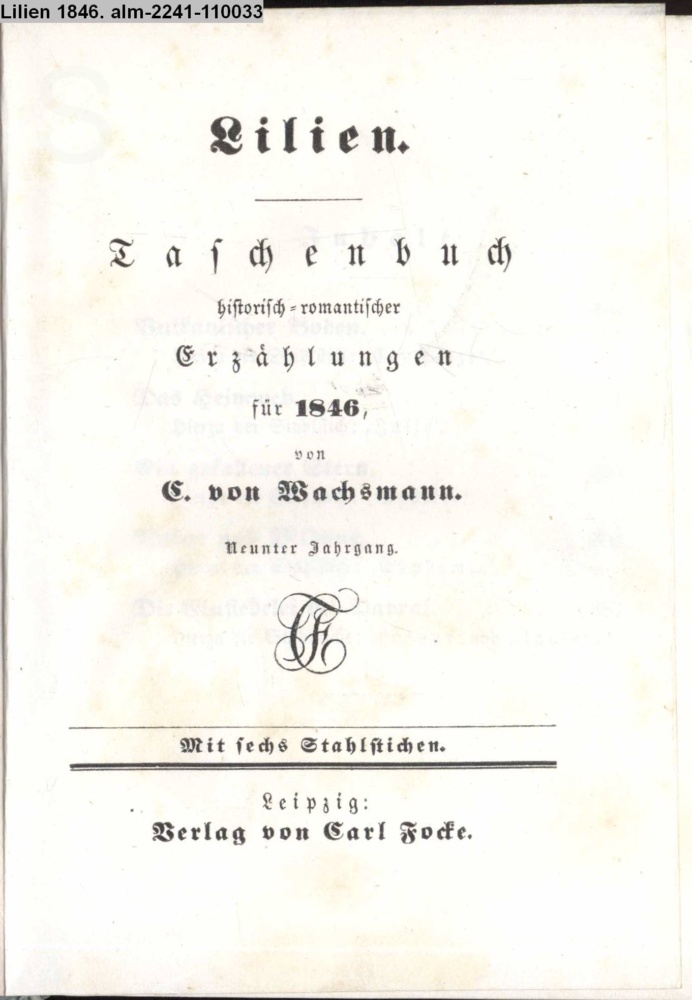 Lilien 1846. alm-2241-110033
Lilien.
Taſchenbuch
hiſtoriſch-romantiſcher
Erzählungen
für 1846,
von
C. von Wachsmann.
Neunter Jahrgang.
CF
Mit ſechs Stahlſtichen.
Leipzig:
Verlag von Carl Focke.